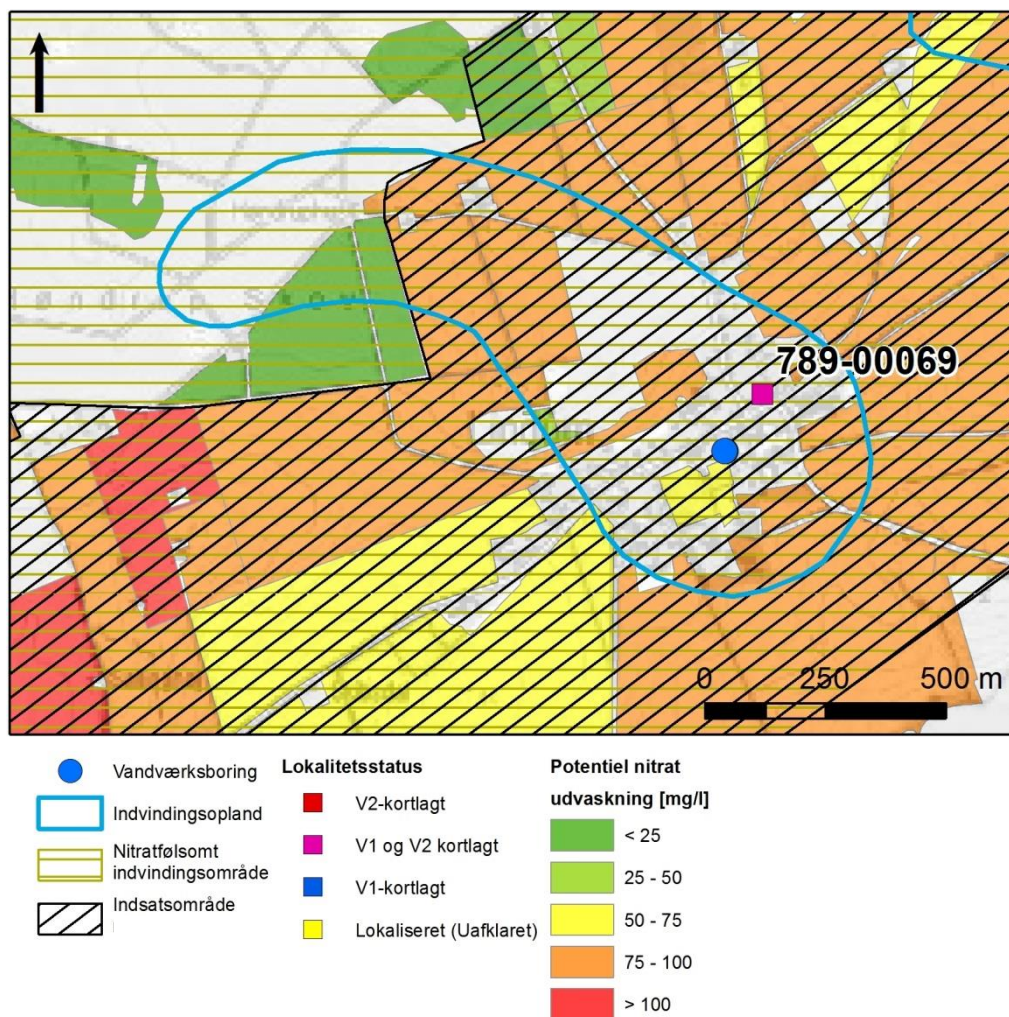 789-00069
0 250 500 m
Vandværksboring
Indvindingsopland
Nitratfølsomt
indvindingsområde
Indsatsområde
Lokalitetsstatus
V2-kortlagt
V1 og V2 kortlagt
V1-kortlagt
Lokaliseret (Uafklaret)
Potentiel nitrat
udvaskning [mg/l]
< 25
25 - 50
50 - 75
75 - 100
> 100